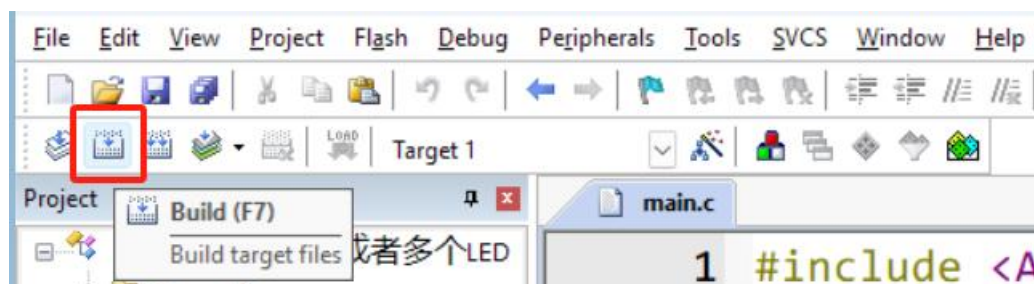 File Edit View Project Flash Debug Peripherals Tools SVCS Window Help
LOAD Target 1
Project main.c
Build (F7)
Build target files 或者多个LED
1 #include <A